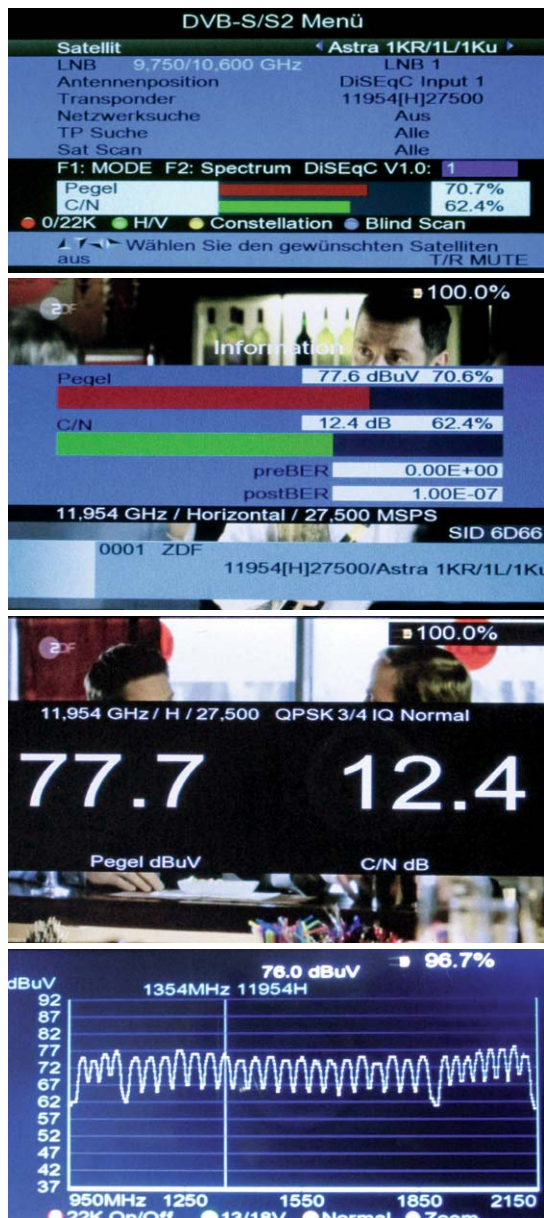 DVB-S/S2 Menü
Satellit Astra 1KR/1L/1Ku
LNB 9,750/10,600 GHz LNB 1
Antennenposition DiSEqC Input 1
Transponder 11954[H]27500
Netzwerksuche Aus
TP Suche Alle
Sat Scan Alle
F1: MODE F2: Spectrum DiSEqC V1.0: 1
Pegel 70.7%
C/N 62.4%
0/22K H/V Constellation Blind Scan
Wählen Sie den gewünschten Satelliten
aus T/R MUTE
100.0%
ZDF
Information
Pegel 77.6 dBuV 70.6%
C/N 12.4 dB 62.4%
preBER 0.00E+00
postBER 1.00E-07
11,954 GHz / Horizontal / 27,500 MSPS
SID 6D66
0001 ZDF
11954[H]27500/Astra 1KR/1L/1Ku
100.0%
ZDF
11,954 GHz / H / 27,500 QPSK 3/4 IQ Normal
77.7 12.4
Pegel dBuV C/N dB
76.0 dBuV 96.7%
dBuV 1354MHz 11954H
92
87
82
77
72
67
62
57
52
47
42
37
950MHz 1250 1550 1850 2150
22K On/Off 13/18V Normal Zoom